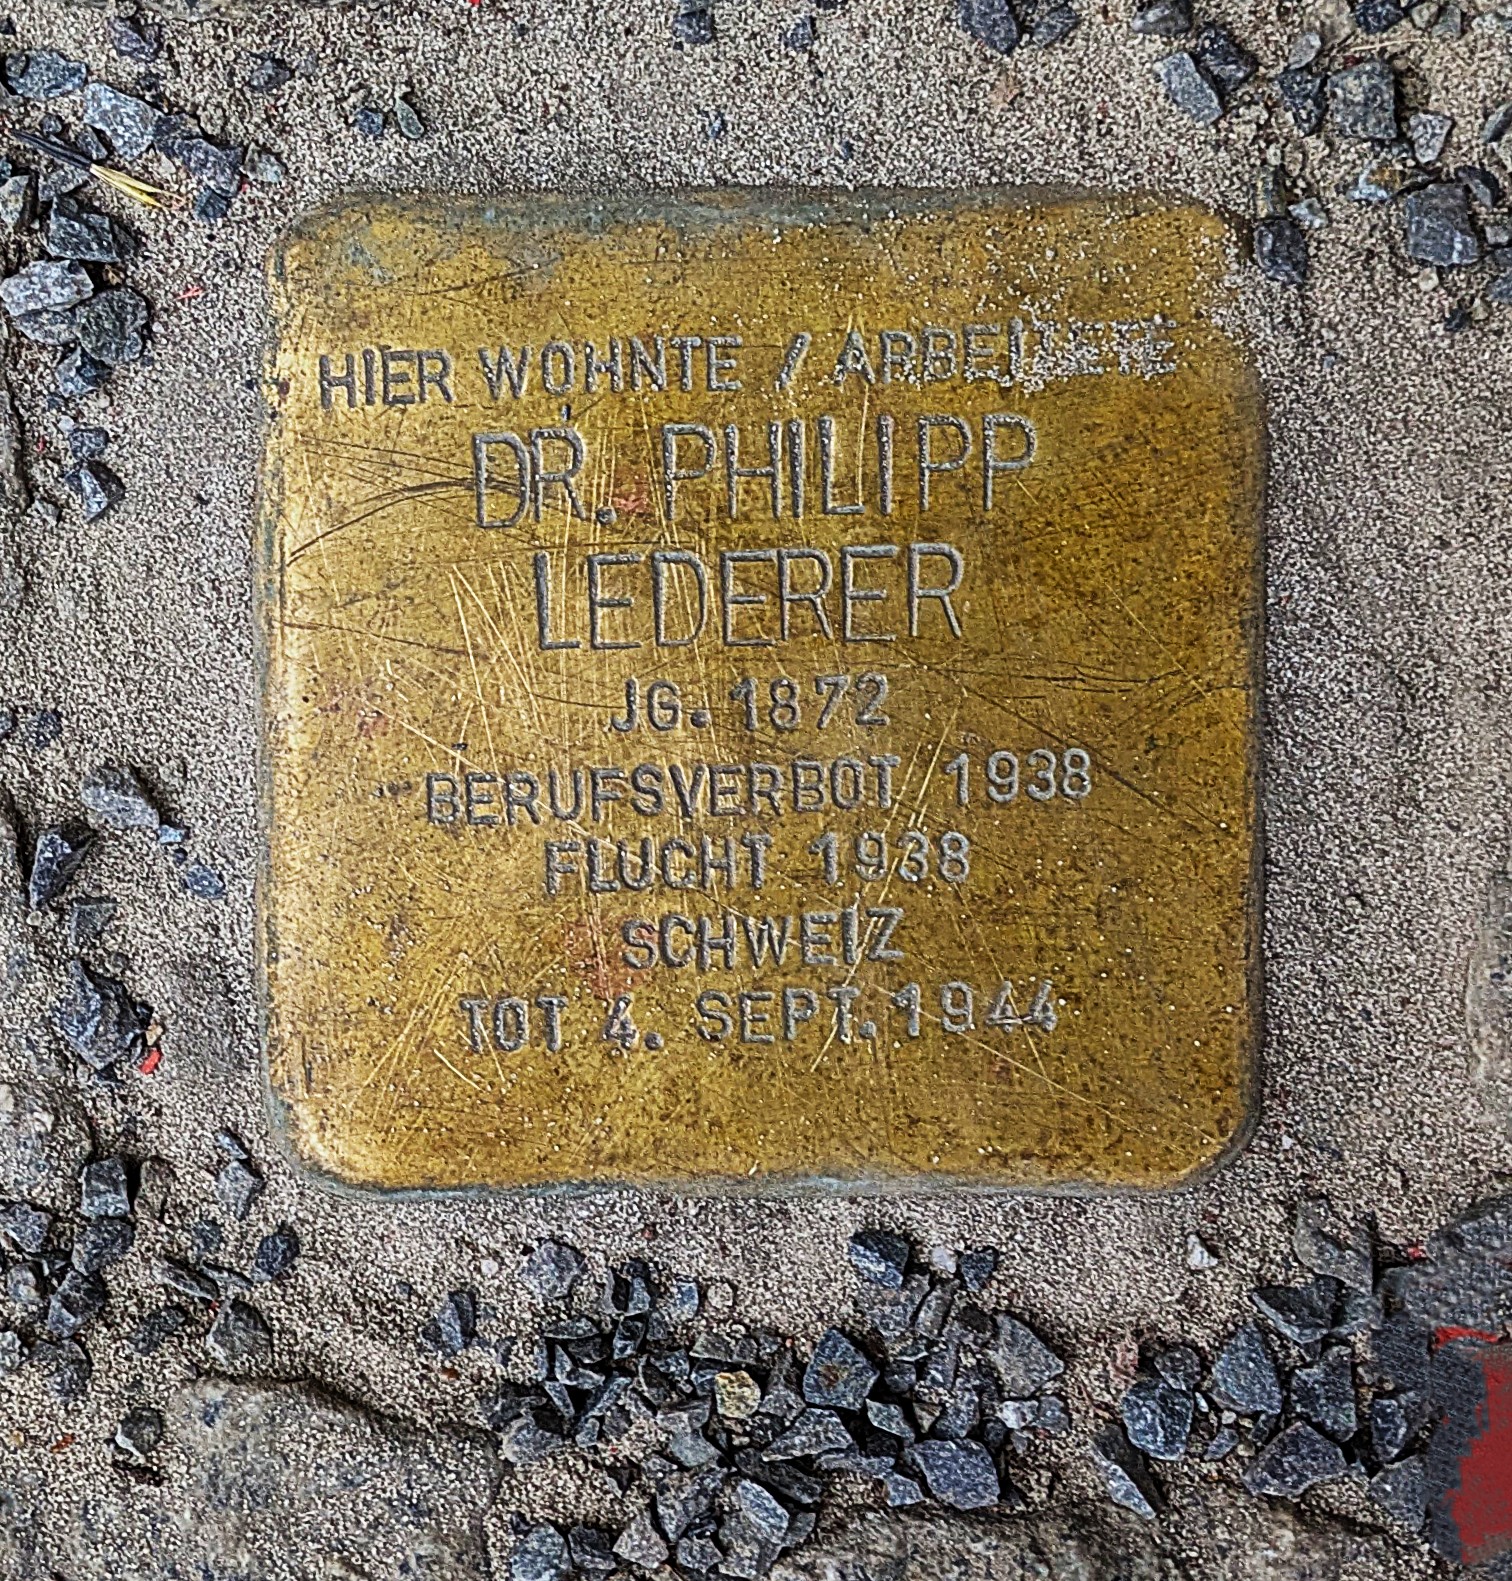 HIER WOHNTE / ARBEITETE
DR. PHILIPP
LEDERER
JG. 1872
BERUFSVERBOT 1938
FLUCHT 1938
SCHWEIZ
TOT 4. SEPT. 1944